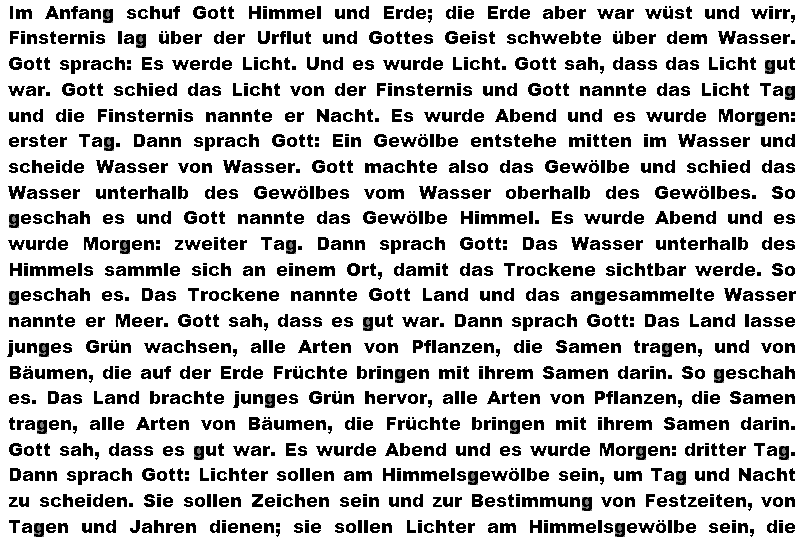 Im Anfang schuf Gott Himmel und Erde; die Erde aber war wüst und wirr,
Finsternis lag über der Urflut und Gottes Geist schwebte über dem Wasser.
Gott sprach: Es werde Licht. Und es wurde Licht. Gott sah, dass das Licht gut
war. Gott schied das Licht von der Finsternis und Gott nannte das Licht Tag
und die Finsternis nannte er Nacht. Es wurde Abend und es wurde Morgen:
erster Tag. Dann sprach Gott: Ein Gewölbe entstehe mitten im Wasser und
scheide Wasser von Wasser. Gott machte also das Gewölbe und schied das
Wasser unterhalb des Gewölbes vom Wasser oberhalb des Gewölbes. So
geschah es und Gott nannte das Gewölbe Himmel. Es wurde Abend und es
wurde Morgen: zweiter Tag. Dann sprach Gott: Das Wasser unterhalb des
Himmels sammle sich an einem Ort, damit das Trockene sichtbar werde. So
geschah es. Das Trockene nannte Gott Land und das angesammelte Wasser
nannte er Meer. Gott sah, dass es gut war. Dann sprach Gott: Das Land lasse
junges Grün wachsen, alle Arten von Pflanzen, die Samen tragen, und von
Bäumen, die auf der Erde Früchte bringen mit ihrem Samen darin. So geschah
es. Das Land brachte junges Grün hervor, alle Arten von Pflanzen, die Samen
tragen, alle Arten von Bäumen, die Früchte bringen mit ihrem Samen darin.
Gott sah, dass es gut war. Es wurde Abend und es wurde Morgen: dritter Tag.
Dann sprach Gott: Lichter sollen am Himmelsgewölbe sein, um Tag und Nacht
zu scheiden. Sie sollen Zeichen sein und zur Bestimmung von Festzeiten, von
Tagen und Jahren dienen; sie sollen Lichter am Himmelsgewölbe sein, die